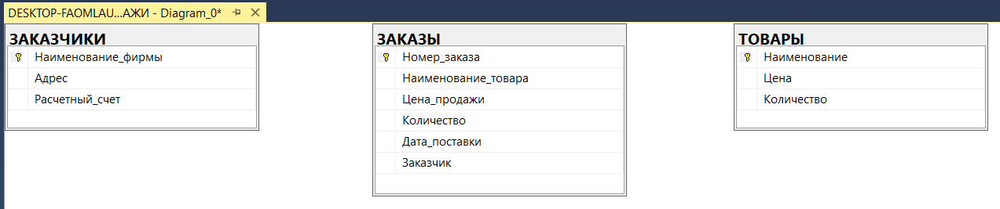 DESKTOP-FAOMLAU...АЖИ - Diagram_0*
ЗАКАЗЧИКИ
Наименование_фирмы
Адрес
Расчетный_счет
ЗАКАЗЫ
Номер_заказа
Наименование_товара
Цена_продажи
Количество
Дата_поставки
Заказчик
ТОВАРЫ
Наименование
Цена
Количество